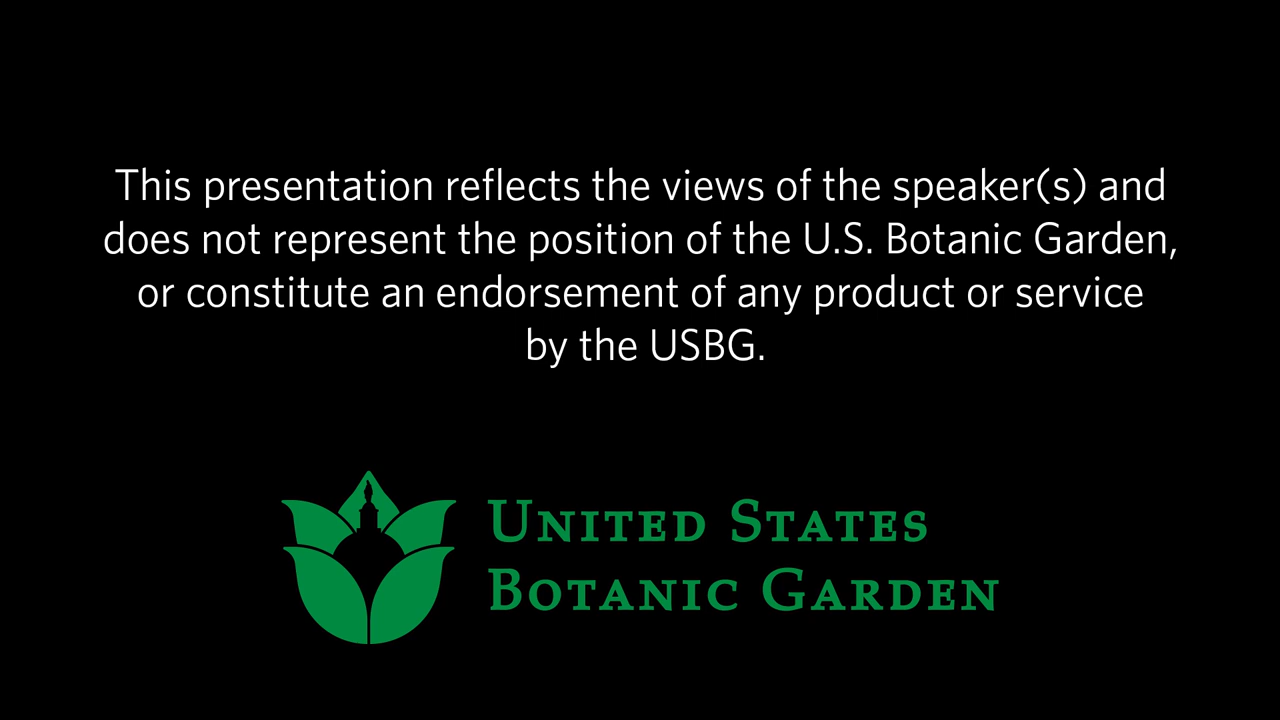 This presentation reflects the views of the speaker(s) and
does not represent the position of the U.S. Botanic Garden,
or constitute an endorsement of any product or service
by the USBG.
United States
Botanic Garden